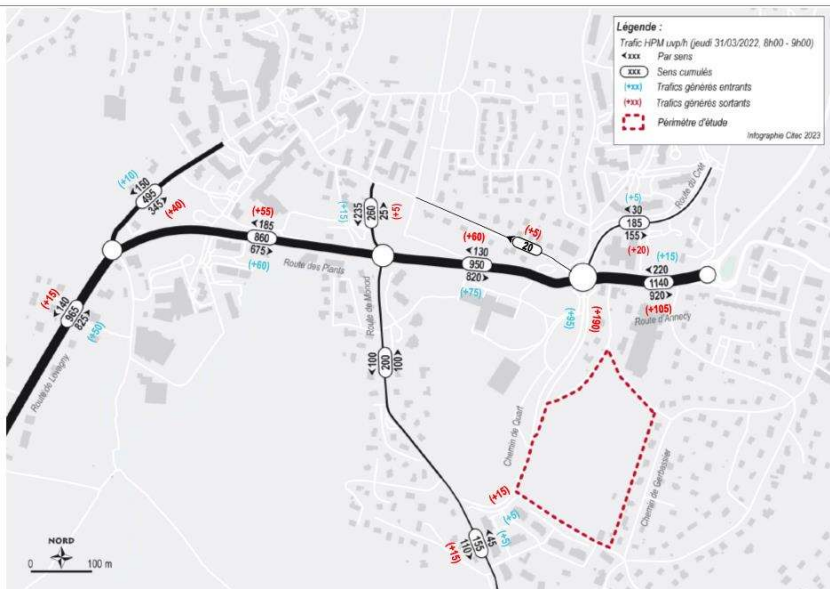 Légende :
Trafic HPM uvp/h (jeudi 31/03/2022, 8h00 - 9h00)
◄xxx Par sens
xxx Sens cumulés
(+xx) Trafics générés entrants
(+xx) Trafics générés sortants
Périmètre d'étude
Infographie Citec 2023
(+10)
◄150
495
345►
(+40)
(+55)
◄185
860
675►
(+60)
Route des Plants
(+15)
◄235
260
25►
(+5)
(+60)
◄130
950
820►
(+75)
(+5)
20
(+5)
◄30
185
155►
(+20)
Route du Crêt
(+15)
◄220
1140
920►
(+105)
Route d'Annecy
(+95)
(+190)
(+15)
◄140
965
825►
(+50)
Route de Lovagny
Route de Monod
◄100
200
100►
Chemin de Quart
Chemin de Gerbassier
(+15)
(+5)
(+5)
◄45
155
110►
(+15)
NORD
0 100 m